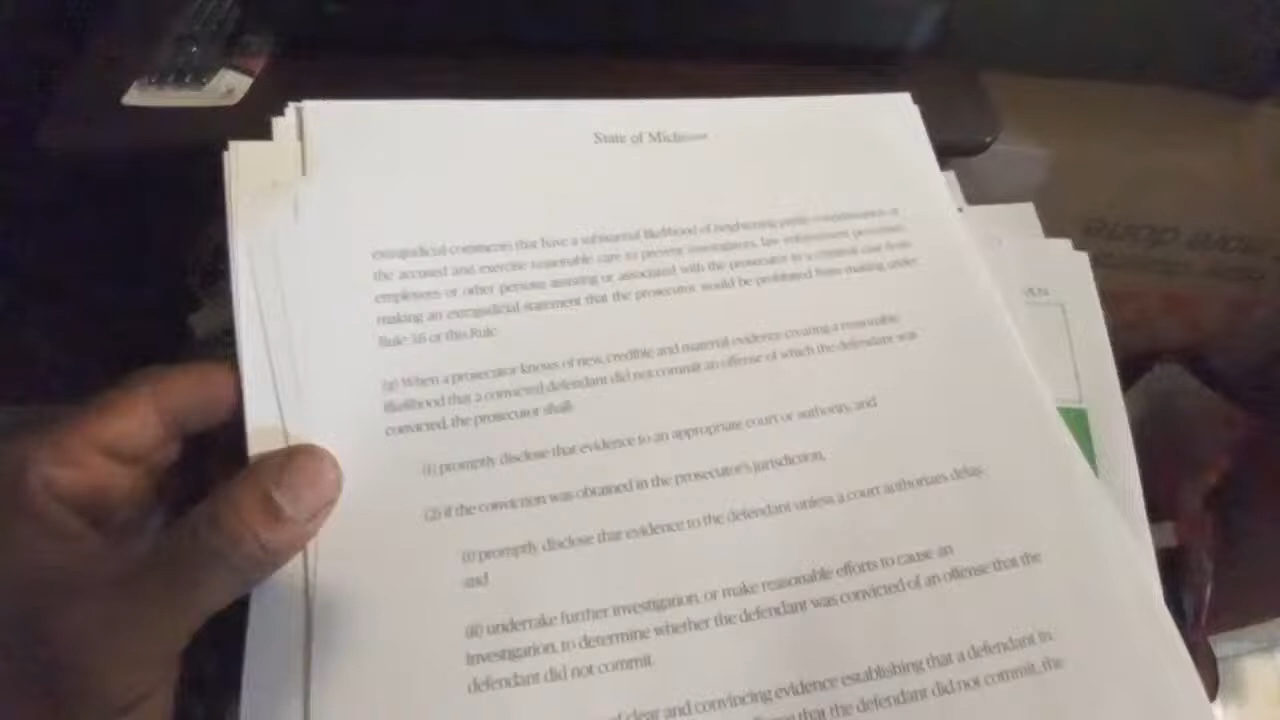 State of Michigan
extrajudicial comments that have a substantial likelihood of heightening public condemnation of
the accused and exercise reasonable care to prevent investigators, law enforcement personnel,
employees or other persons assisting or associated with the prosecutor in a criminal case from
making an extrajudicial statement that the prosecutor would be prohibited from making under
Rule 3.6 or this Rule.
(g) When a prosecutor knows of new, credible and material evidence creating a reasonable
likelihood that a convicted defendant did not commit an offense of which the defendant was
convicted, the prosecutor shall:
(1) promptly disclose that evidence to an appropriate court or authority, and
(2) if the conviction was obtained in the prosecutor's jurisdiction,
(i) promptly disclose that evidence to the defendant unless a court authorizes delay,
and
(ii) undertake further investigation, or make reasonable efforts to cause an
investigation, to determine whether the defendant was convicted of an offense that the
defendant did not commit.
of clear and convincing evidence establishing that a defendant in
that the defendant did not commit, the